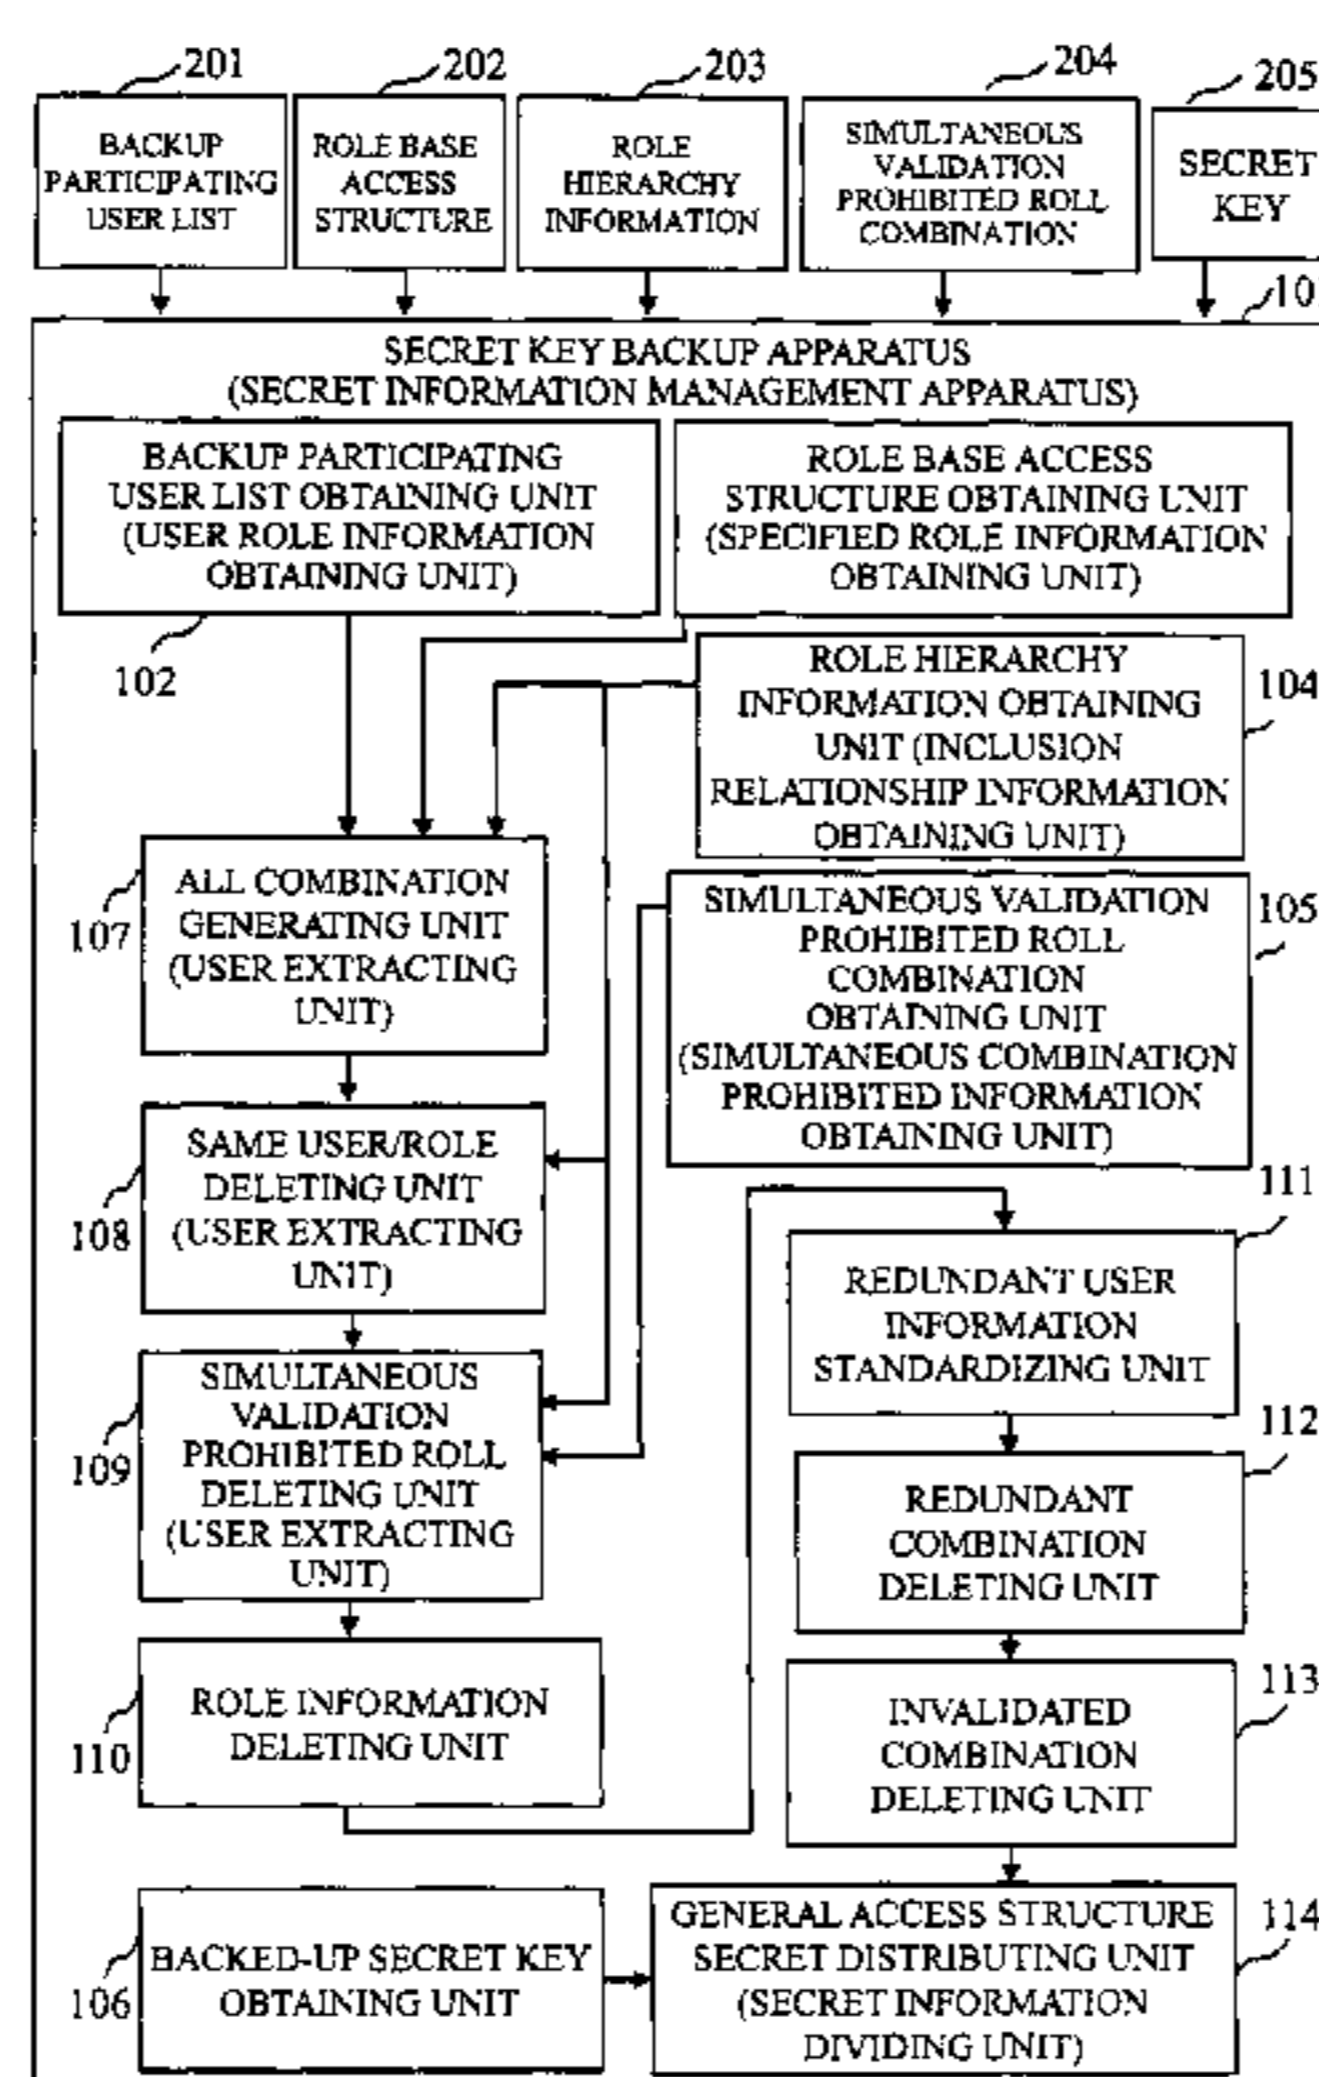 201
202
203
204
205
BACKUP
PARTICIPATING
USER LIST
ROLE BASE
ACCESS
STRUCTURE
ROLE
HIERARCHY
INFORMATION
SIMULTANEOUS
VALIDATION
PROHIBITED ROLL
COMBINATION
SECRET
KEY
SECRET KEY BACKUP APPARATUS
(SECRET INFORMATION MANAGEMENT APPARATUS)
BACKUP PARTICIPATING
USER LIST OBTAINING UNIT
(USER ROLE INFORMATION
OBTAINING UNIT)
102
ROLE BASE ACCESS
STRUCTURE OBTAINING UNIT
(SPECIFIED ROLE INFORMATION
OBTAINING UNIT)
ROLE HIERARCHY
INFORMATION OBTAINING
UNIT (INCLUSION
RELATIONSHIP INFORMATION
OBTAINING UNIT)
104
ALL COMBINATION
GENERATING UNIT
(USER EXTRACTING
UNIT)
107
SIMULTANEOUS VALIDATION
PROHIBITED ROLL
COMBINATION
OBTAINING UNIT
(SIMULTANEOUS COMBINATION
PROHIBITED INFORMATION
OBTAINING UNIT)
105
SAME USER/ROLE
DELETING UNIT
(USER EXTRACTING
UNIT)
108
SIMULTANEOUS
VALIDATION
PROHIBITED ROLL
DELETING UNIT
(USER EXTRACTING
UNIT)
109
ROLE INFORMATION
DELETING UNIT
110
111
REDUNDANT USER
INFORMATION
STANDARDIZING UNIT
112
REDUNDANT
COMBINATION
DELETING UNIT
113
INVALIDATED
COMBINATION
DELETING UNIT
BACKED-UP SECRET KEY
OBTAINING UNIT
106
GENERAL ACCESS STRUCTURE
SECRET DISTRIBUTING UNIT
(SECRET INFORMATION
DIVIDING UNIT)
114